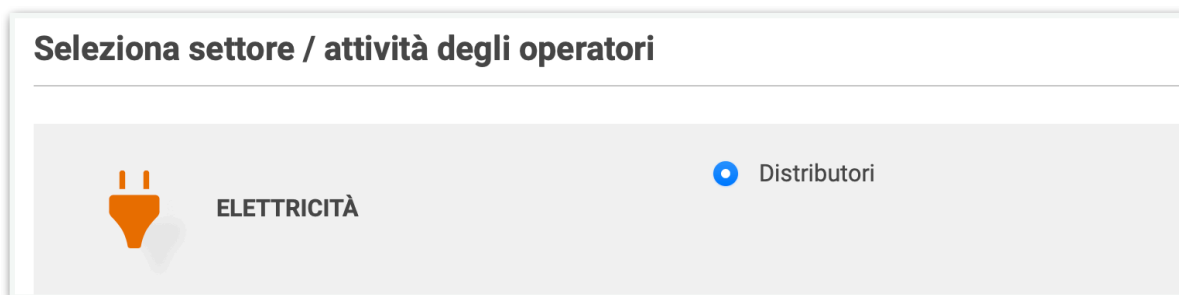 Seleziona settore / attività degli operatori
Distributori
ELETTRICITÀ